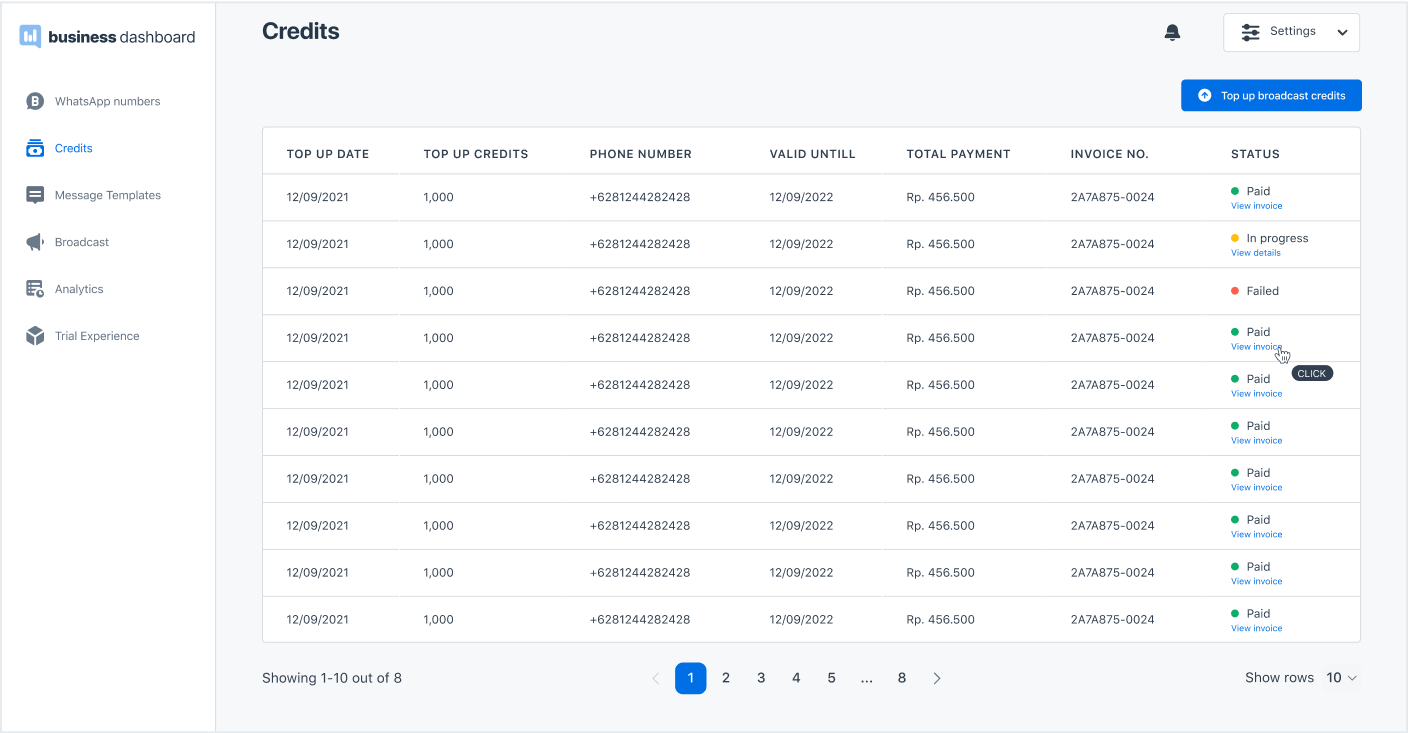 business dashboard
WhatsApp numbers
Credits
Message Templates
Broadcast
Analytics
Trial Experience
Credits
Settings
Top up broadcast credits
TOP UP DATE TOP UP CREDITS PHONE NUMBER VALID UNTILL TOTAL PAYMENT INVOICE NO. STATUS
12/09/2021 1,000 +6281244282428 12/09/2022 Rp. 456.500 2A7A875-0024 Paid
View invoice
12/09/2021 1,000 +6281244282428 12/09/2022 Rp. 456.500 2A7A875-0024 In progress
View details
12/09/2021 1,000 +6281244282428 12/09/2022 Rp. 456.500 2A7A875-0024 Failed
12/09/2021 1,000 +6281244282428 12/09/2022 Rp. 456.500 2A7A875-0024 Paid
View invoice
CLICK
12/09/2021 1,000 +6281244282428 12/09/2022 Rp. 456.500 2A7A875-0024 Paid
View invoice
12/09/2021 1,000 +6281244282428 12/09/2022 Rp. 456.500 2A7A875-0024 Paid
View invoice
12/09/2021 1,000 +6281244282428 12/09/2022 Rp. 456.500 2A7A875-0024 Paid
View invoice
12/09/2021 1,000 +6281244282428 12/09/2022 Rp. 456.500 2A7A875-0024 Paid
View invoice
12/09/2021 1,000 +6281244282428 12/09/2022 Rp. 456.500 2A7A875-0024 Paid
View invoice
12/09/2021 1,000 +6281244282428 12/09/2022 Rp. 456.500 2A7A875-0024 Paid
View invoice
Showing 1-10 out of 8 1 2 3 4 5 ... 8 Show rows 10